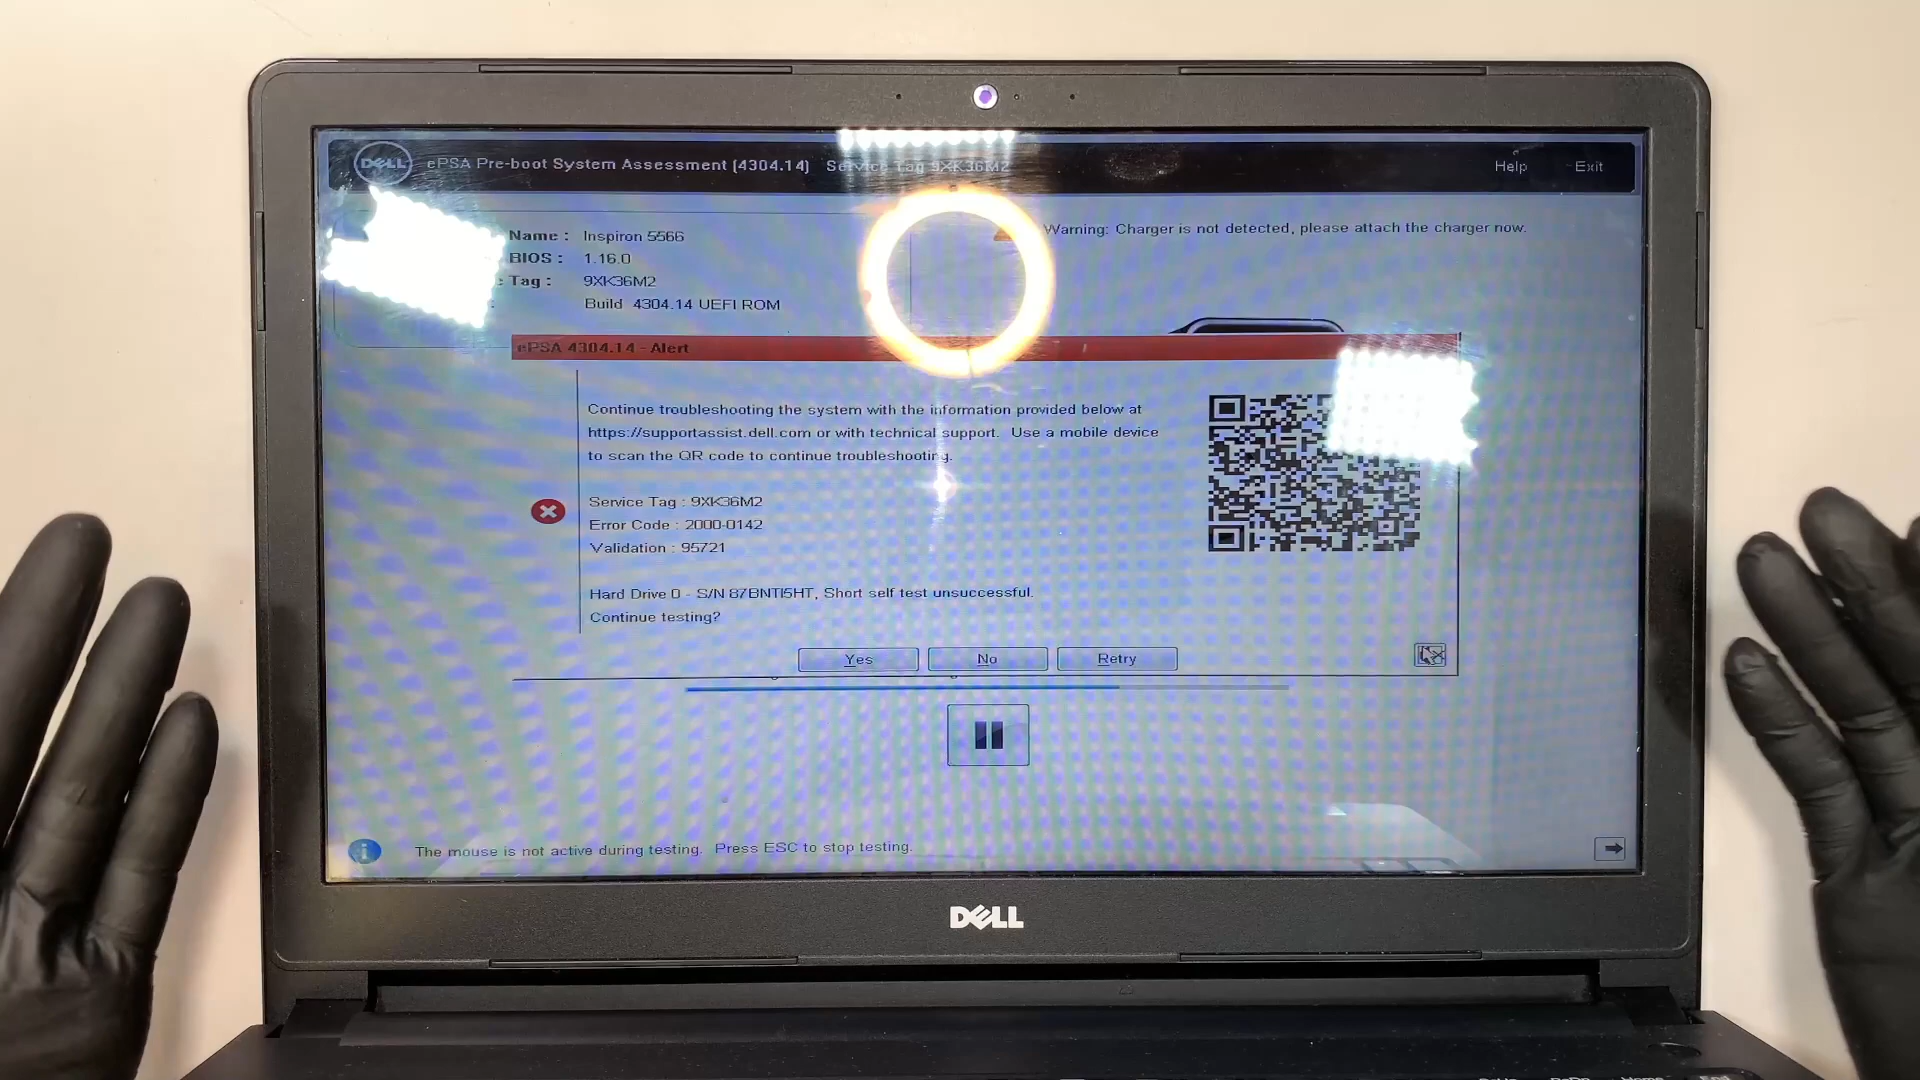 DELL ePSA Pre-boot System Assessment (4304.14) Service Tag 9XK36M2 Help Exit
Name : Inspiron 5566
Warning: Charger is not detected, please attach the charger now.
BIOS : 1.16.0
Tag : 9XK36M2
Build 4304.14 UEFI ROM
ePSA 4304.14 - Alert
Continue troubleshooting the system with the information provided below at
https://supportassist.dell.com or with technical support. Use a mobile device
to scan the QR code to continue troubleshooting.
Service Tag : 9XK36M2
Error Code : 2000-0142
Validation : 95721
Hard Drive 0 - S/N 87BNTI5HT, Short self test unsuccessful.
Continue testing?
Yes No Retry
The mouse is not active during testing. Press ESC to stop testing.
DELL